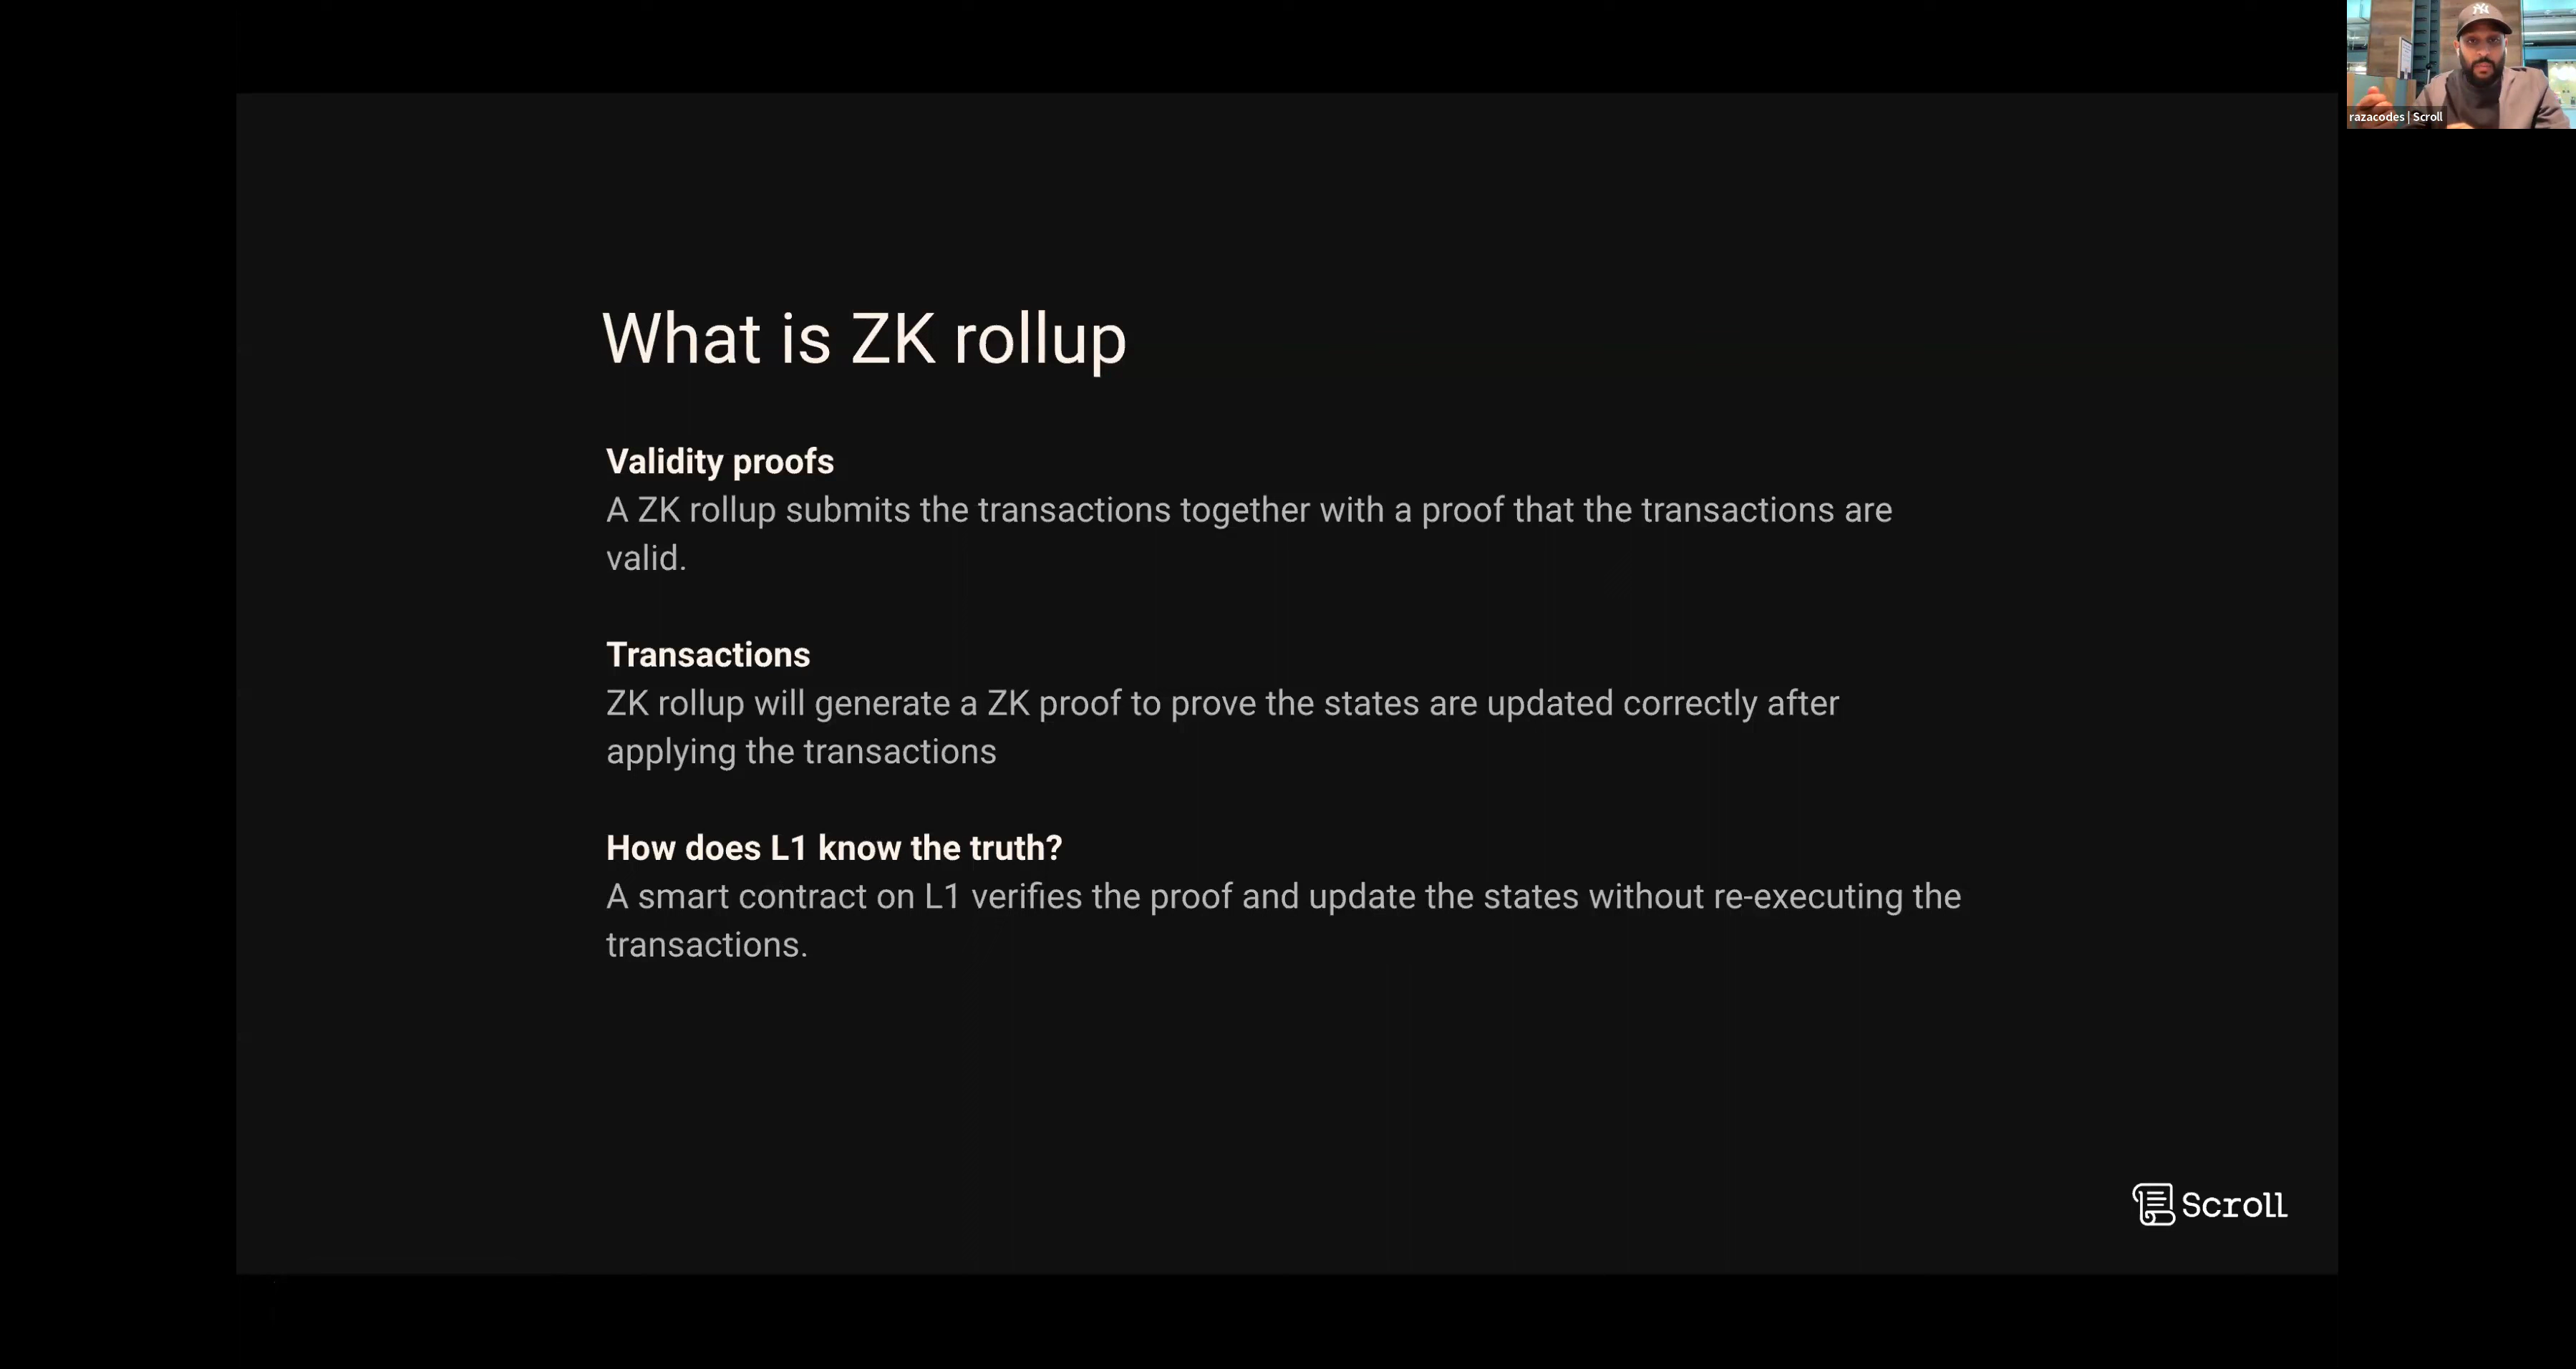 What is ZK rollup
Validity proofs
A ZK rollup submits the transactions together with a proof that the transactions are
valid.
Transactions
ZK rollup will generate a ZK proof to prove the states are updated correctly after
applying the transactions
How does L1 know the truth?
A smart contract on L1 verifies the proof and update the states without re-executing the
transactions.
Scroll
razacodes | Scroll